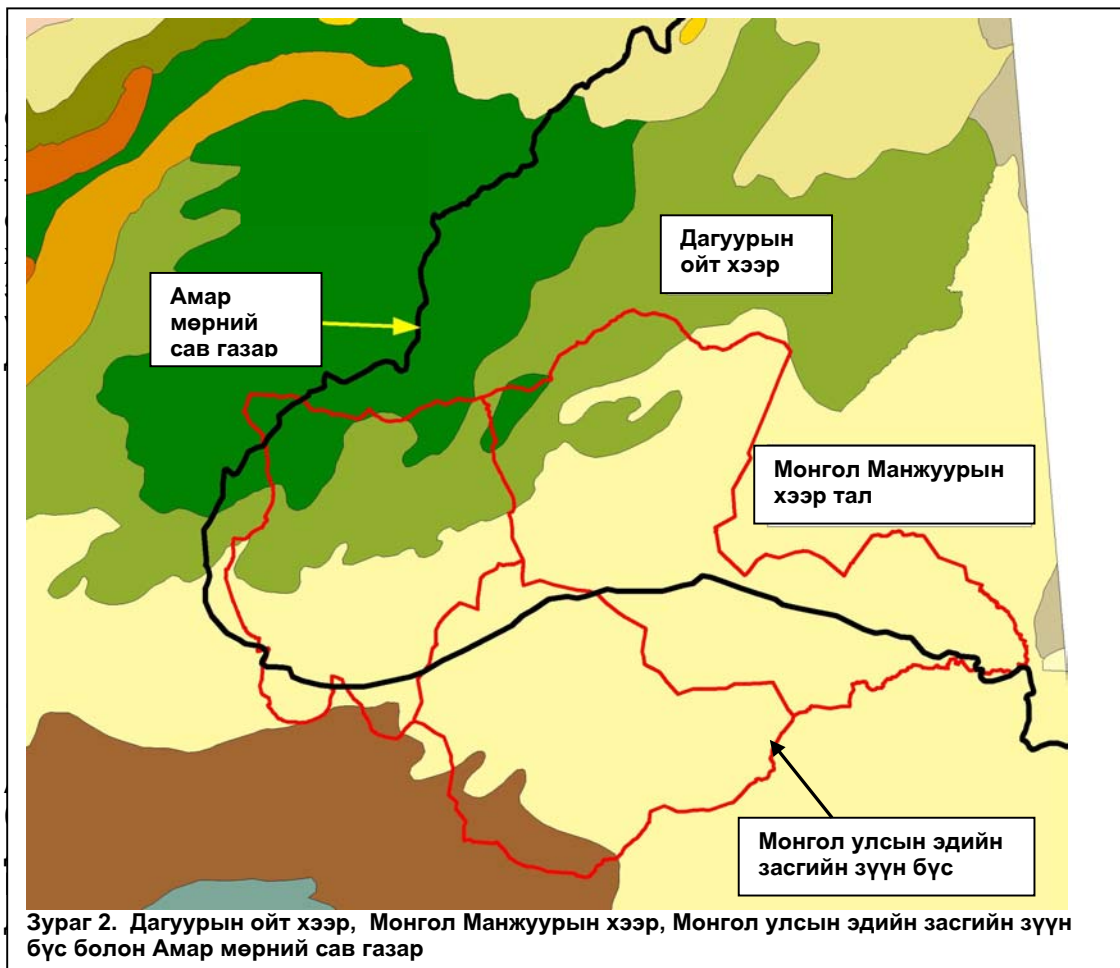 Дагуурын
ойт хээр
Амар
мөрний
сав газар
Монгол Манжуурын
хээр тал
Монгол улсын эдийн
засгийн зүүн бүс
Зураг 2. Дагуурын ойт хээр, Монгол Манжуурын хээр, Монгол улсын эдийн засгийн зүүн
бүс болон Амар мөрний сав газар